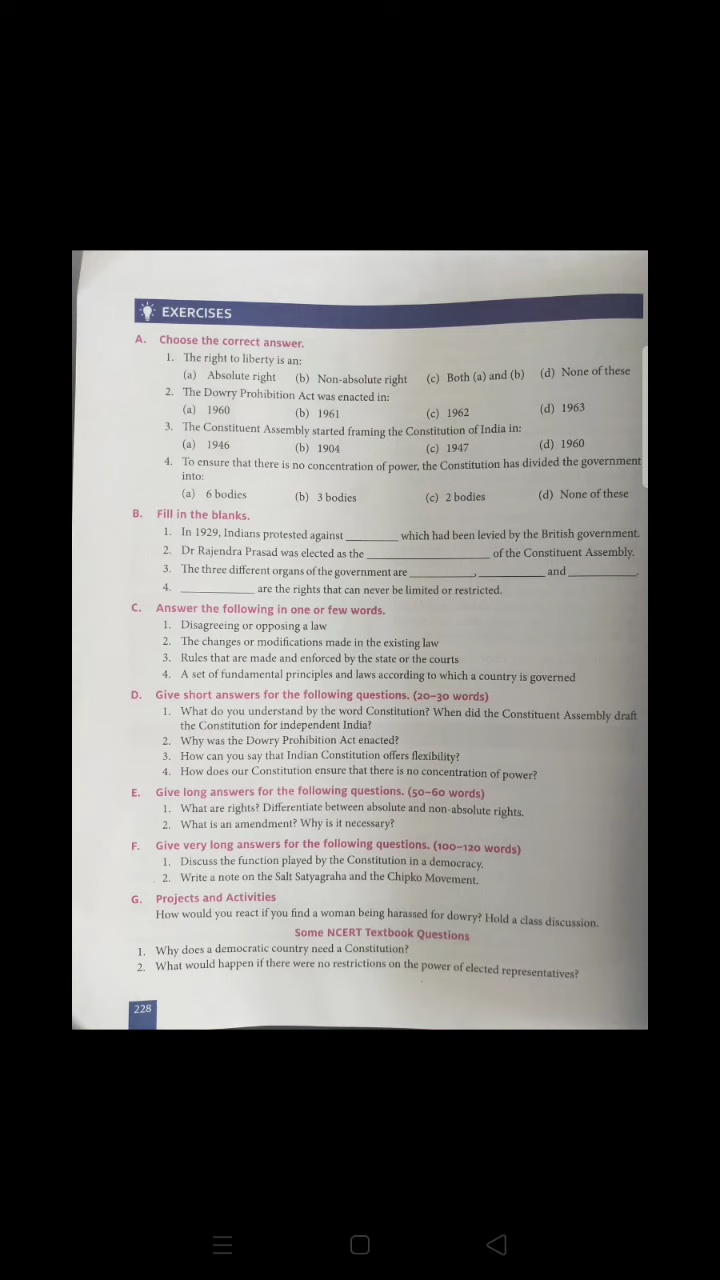 EXERCISES
A. Choose the correct answer.
1. The right to liberty is an:
(a) Absolute right (b) Non-absolute right (c) Both (a) and (b) (d) None of these
2. The Dowry Prohibition Act was enacted in:
(a) 1960 (b) 1961 (c) 1962 (d) 1963
3. The Constituent Assembly started framing the Constitution of India in:
(a) 1946 (b) 1904 (c) 1947 (d) 1960
4. To ensure that there is no concentration of power, the Constitution has divided the government
into:
(a) 6 bodies (b) 3 bodies (c) 2 bodies (d) None of these
B. Fill in the blanks.
1. In 1929, Indians protested against ________ which had been levied by the British government.
2. Dr Rajendra Prasad was elected as the ____________________ of the Constituent Assembly.
3. The three different organs of the government are __________, __________ and __________.
4. ____________ are the rights that can never be limited or restricted.
C. Answer the following in one or few words.
1. Disagreeing or opposing a law
2. The changes or modifications made in the existing law
3. Rules that are made and enforced by the state or the courts
4. A set of fundamental principles and laws according to which a country is governed
D. Give short answers for the following questions. (20–30 words)
1. What do you understand by the word Constitution? When did the Constituent Assembly draft
the Constitution for independent India?
2. Why was the Dowry Prohibition Act enacted?
3. How can you say that Indian Constitution offers flexibility?
4. How does our Constitution ensure that there is no concentration of power?
E. Give long answers for the following questions. (50–60 words)
1. What are rights? Differentiate between absolute and non-absolute rights.
2. What is an amendment? Why is it necessary?
F. Give very long answers for the following questions. (100–120 words)
1. Discuss the function played by the Constitution in a democracy.
2. Write a note on the Salt Satyagraha and the Chipko Movement.
G. Projects and Activities
How would you react if you find a woman being harassed for dowry? Hold a class discussion.
Some NCERT Textbook Questions
1. Why does a democratic country need a Constitution?
2. What would happen if there were no restrictions on the power of elected representatives?
228